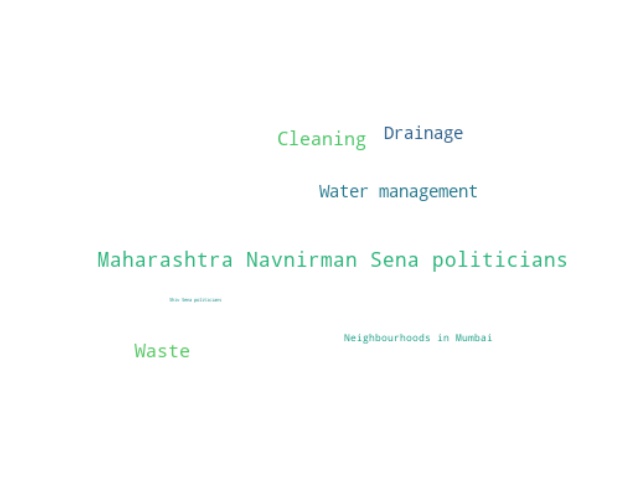 Cleaning
Drainage
Water management
Maharashtra Navnirman Sena politicians
Shiv Sena politicians
Neighbourhoods in Mumbai
Waste